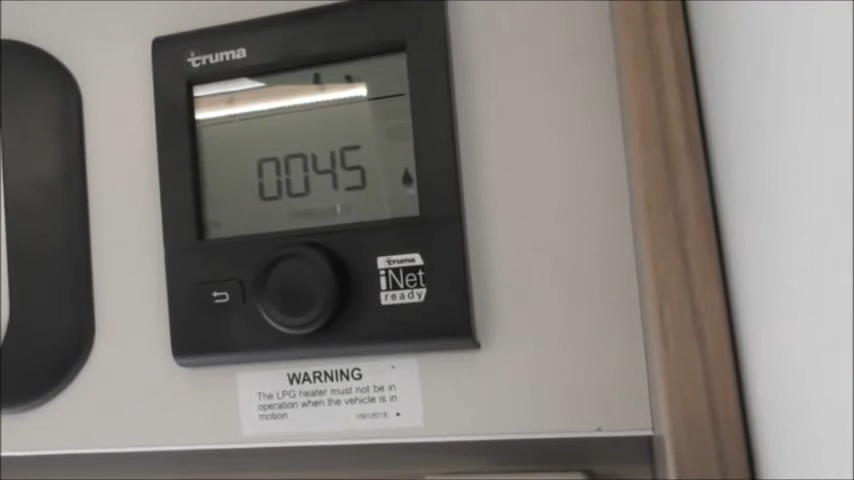 truma
0045
truma
iNet
ready
WARNING
The LPG heater must not be in
operation when the vehicle is in
motion